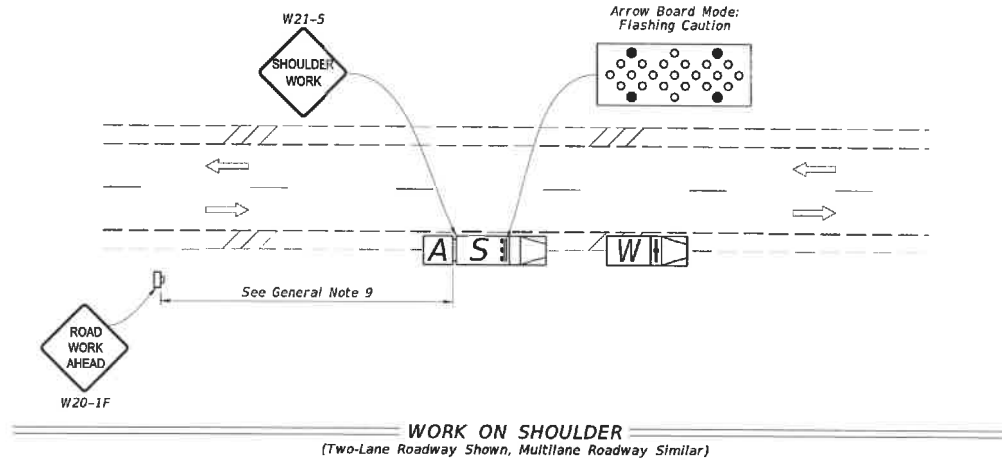 W21-5
SHOULDER
WORK
Arrow Board Mode:
Flashing Caution
A S W
See General Note 9
ROAD
WORK
AHEAD
W20-1F
WORK ON SHOULDER
(Two-Lane Roadway Shown, Multilane Roadway Similar)